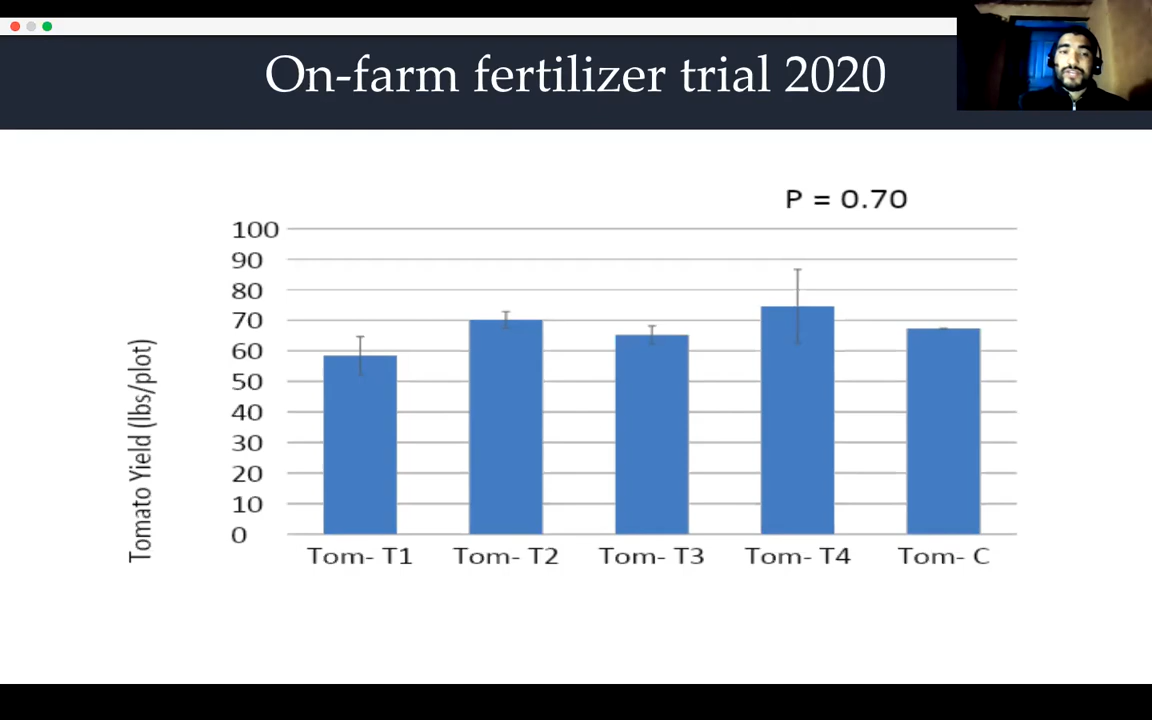 On-farm fertilizer trial 2020
P = 0.70
100
90
80
70
60
50
40
30
20
10
0
Tomato Yield (lbs/plot)
Tom- T1 Tom- T2 Tom- T3 Tom- T4 Tom- C